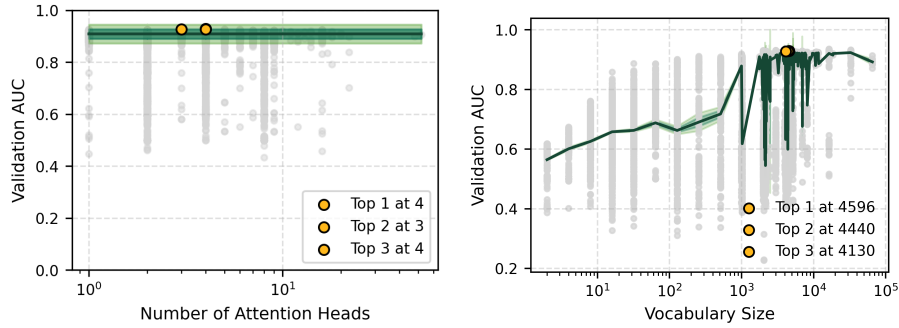 Validation AUC
1.0
0.8
0.6
0.4
0.2
0.0
10⁰
10¹
Number of Attention Heads
Top 1 at 4
Top 2 at 3
Top 3 at 4
Validation AUC
1.0
0.8
0.6
0.4
0.2
10¹
10²
10³
10⁴
10⁵
Vocabulary Size
Top 1 at 4596
Top 2 at 4440
Top 3 at 4130